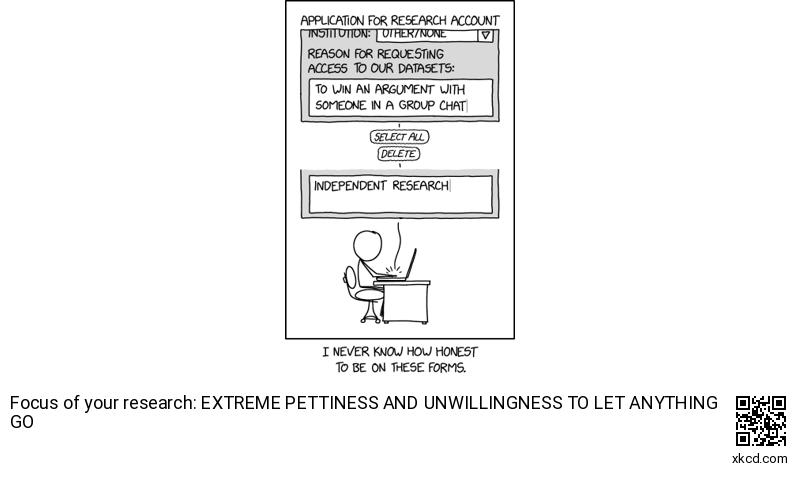 APPLICATION FOR RESEARCH ACCOUNT
INSTITUTION: OTHER/NONE
REASON FOR REQUESTING
ACCESS TO OUR DATASETS:
TO WIN AN ARGUMENT WITH
SOMEONE IN A GROUP CHAT
SELECT ALL
DELETE
INDEPENDENT RESEARCH
I NEVER KNOW HOW HONEST
TO BE ON THESE FORMS.
Focus of your research: EXTREME PETTINESS AND UNWILLINGNESS TO LET ANYTHING
GO
xkcd.com